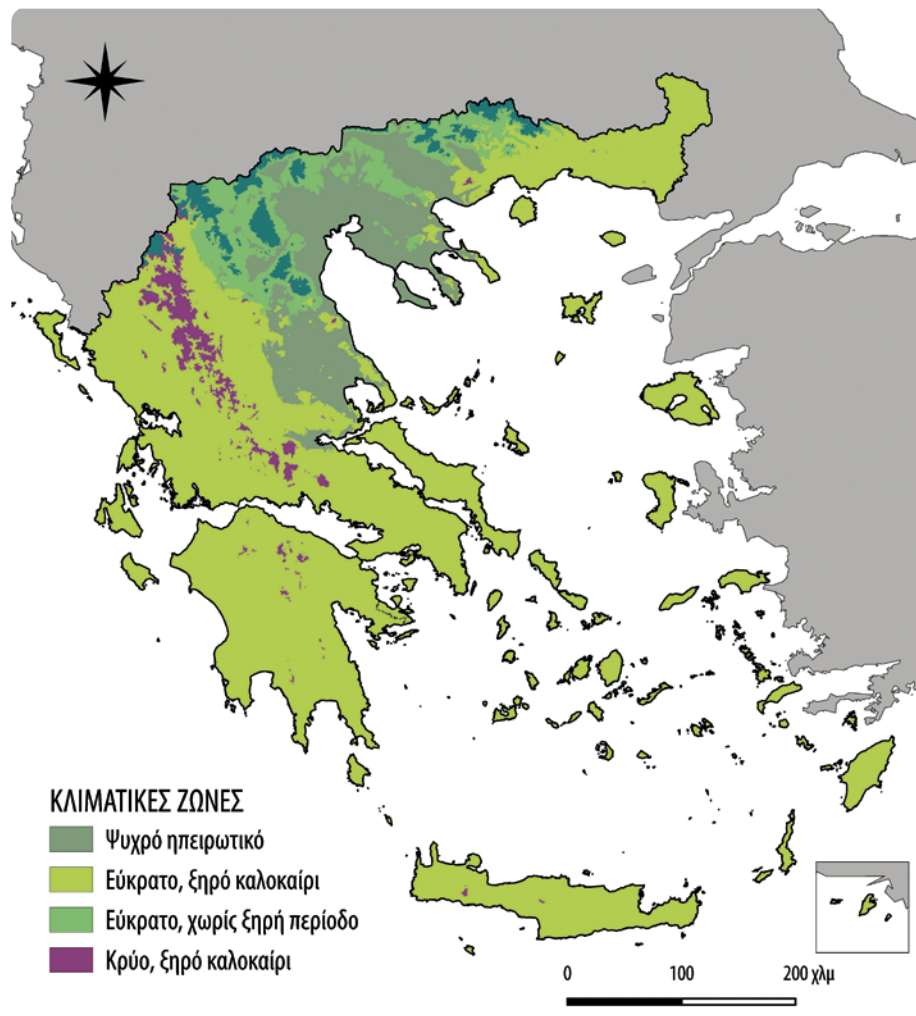 ΚΛΙΜΑΤΙΚΕΣ ΖΩΝΕΣ
Ψυχρό ηπειρωτικό
Εύκρατο, ξηρό καλοκαίρι
Εύκρατο, χωρίς ξηρή περίοδο
Κρύο, ξηρό καλοκαίρι
0 100 200 χλμ